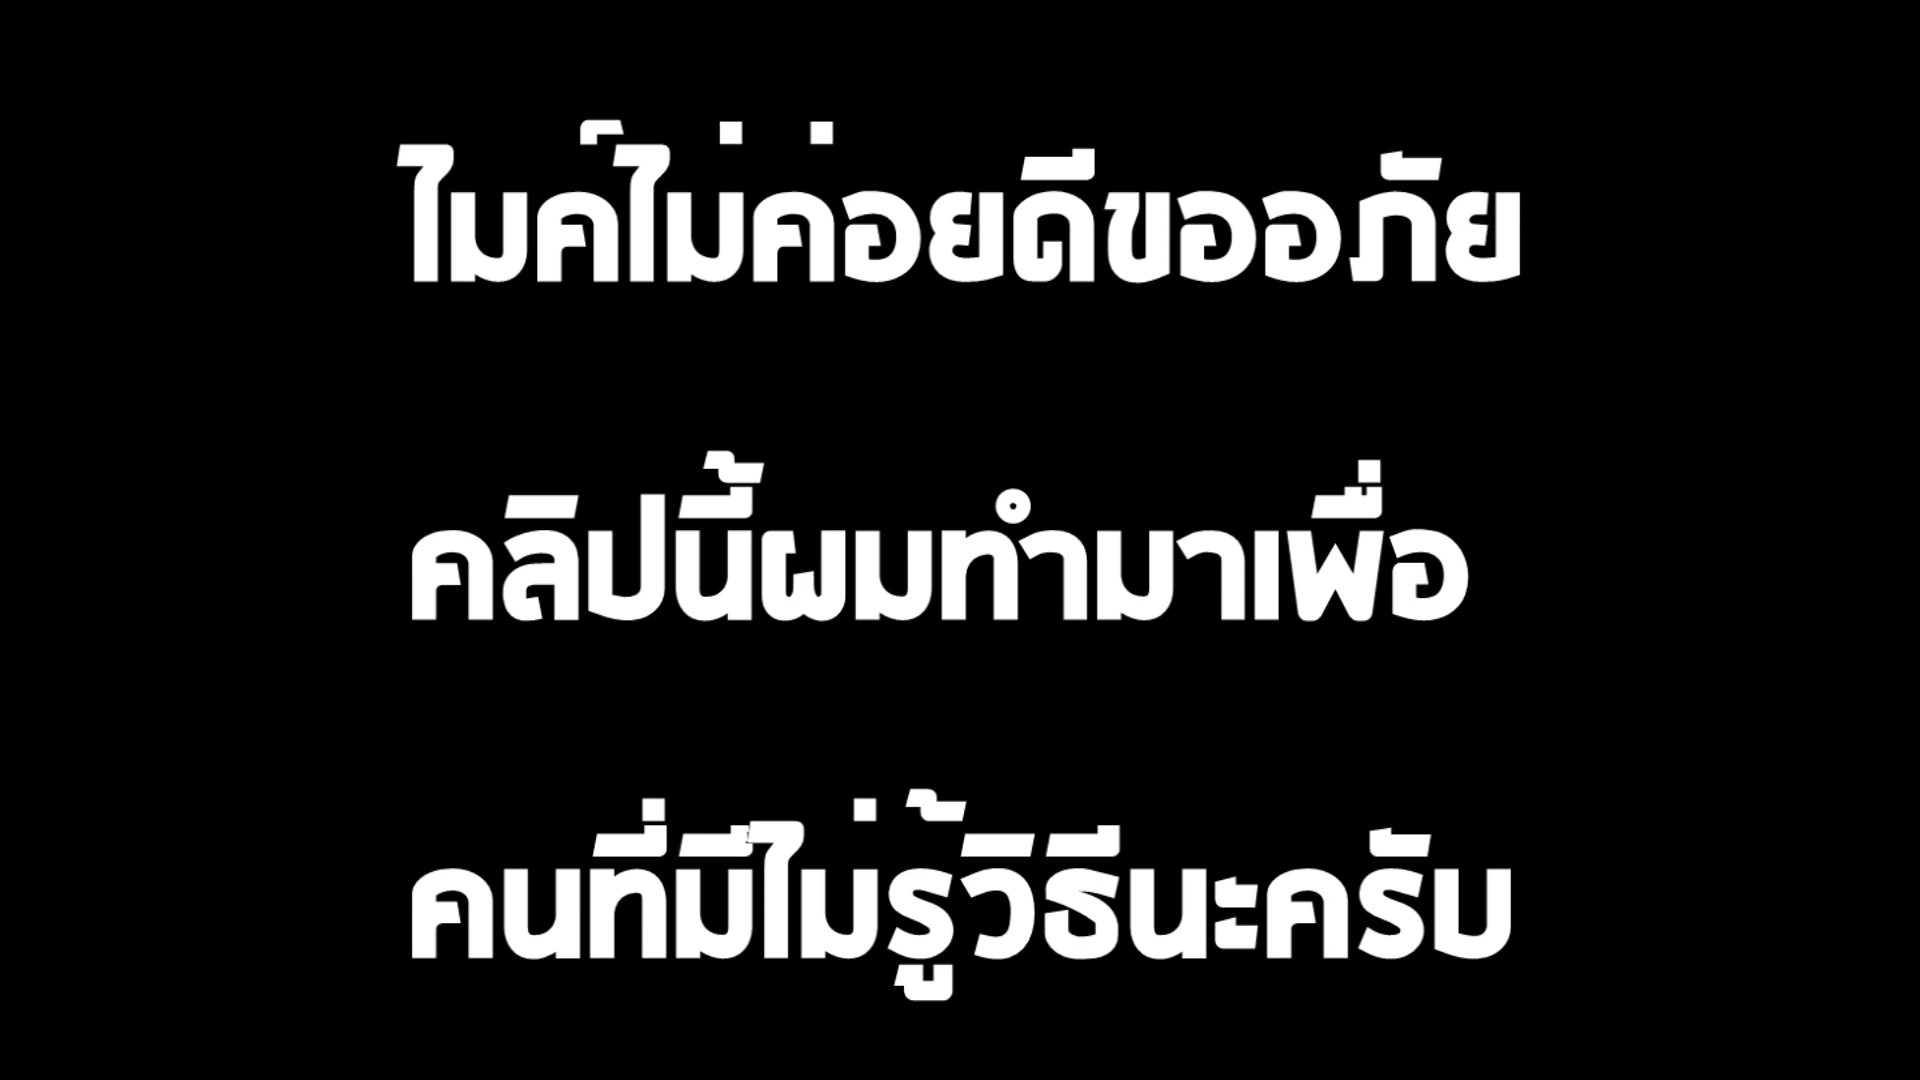 ไมค์ไม่ค่อยดีขออภัย
คลิปนี้ผมทำมาเพื่อ
คนที่มีไม่รู้วิธีนะครับ